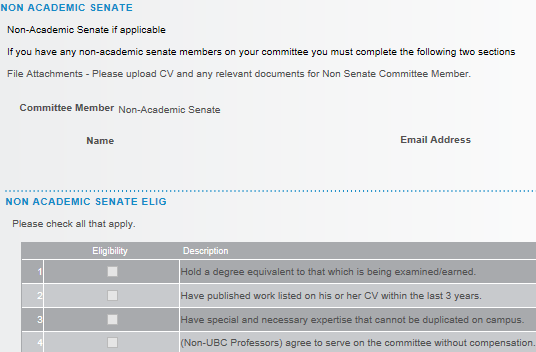 NON ACADEMIC SENATE
Non-Academic Senate if applicable
If you have any non-academic senate members on your committee you must complete the following two sections
File Attachments - Please upload CV and any relevant documents for Non Senate Committee Member.
Committee Member Non-Academic Senate
Name Email Address
NON ACADEMIC SENATE ELIG
Please check all that apply.
Eligibility Description
1 Hold a degree equivalent to that which is being examined/earned.
2 Have published work listed on his or her CV within the last 3 years.
3 Have special and necessary expertise that cannot be duplicated on campus.
4 (Non-UBC Professors) agree to serve on the committee without compensation.